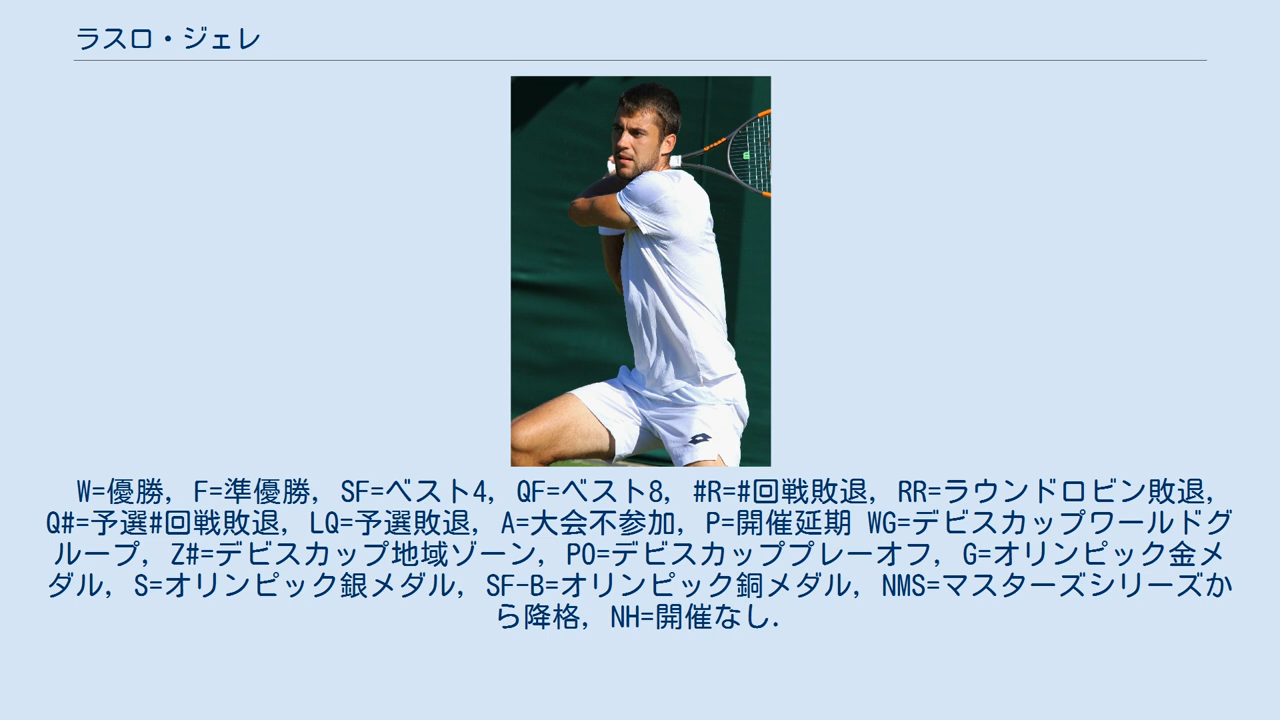 ラスロ・ジェレ
W=優勝, F=準優勝, SF=ベスト4, QF=ベスト8, #R=#回戦敗退, RR=ラウンドロビン敗退,
Q#=予選#回戦敗退, LQ=予選敗退, A=大会不参加, P=開催延期 WG=デビスカップワールドグ
ループ, Z#=デビスカップ地域ゾーン, PO=デビスカッププレーオフ, G=オリンピック金メ
ダル, S=オリンピック銀メダル, SF-B=オリンピック銅メダル, NMS=マスターズシリーズか
ら降格, NH=開催なし.